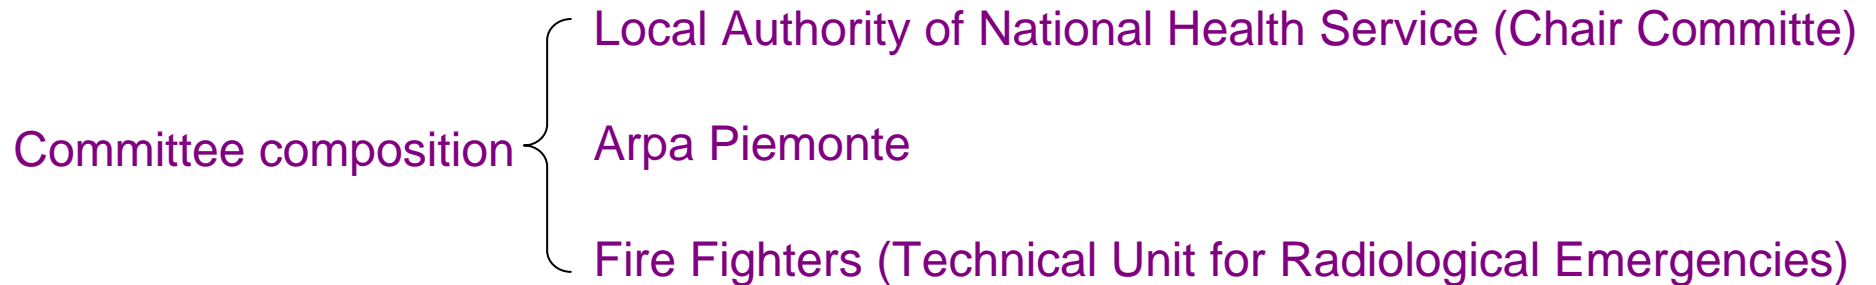 Local Authority of National Health Service (Chair Committe)
Committee composition
Arpa Piemonte
Fire Fighters (Technical Unit for Radiological Emergencies)